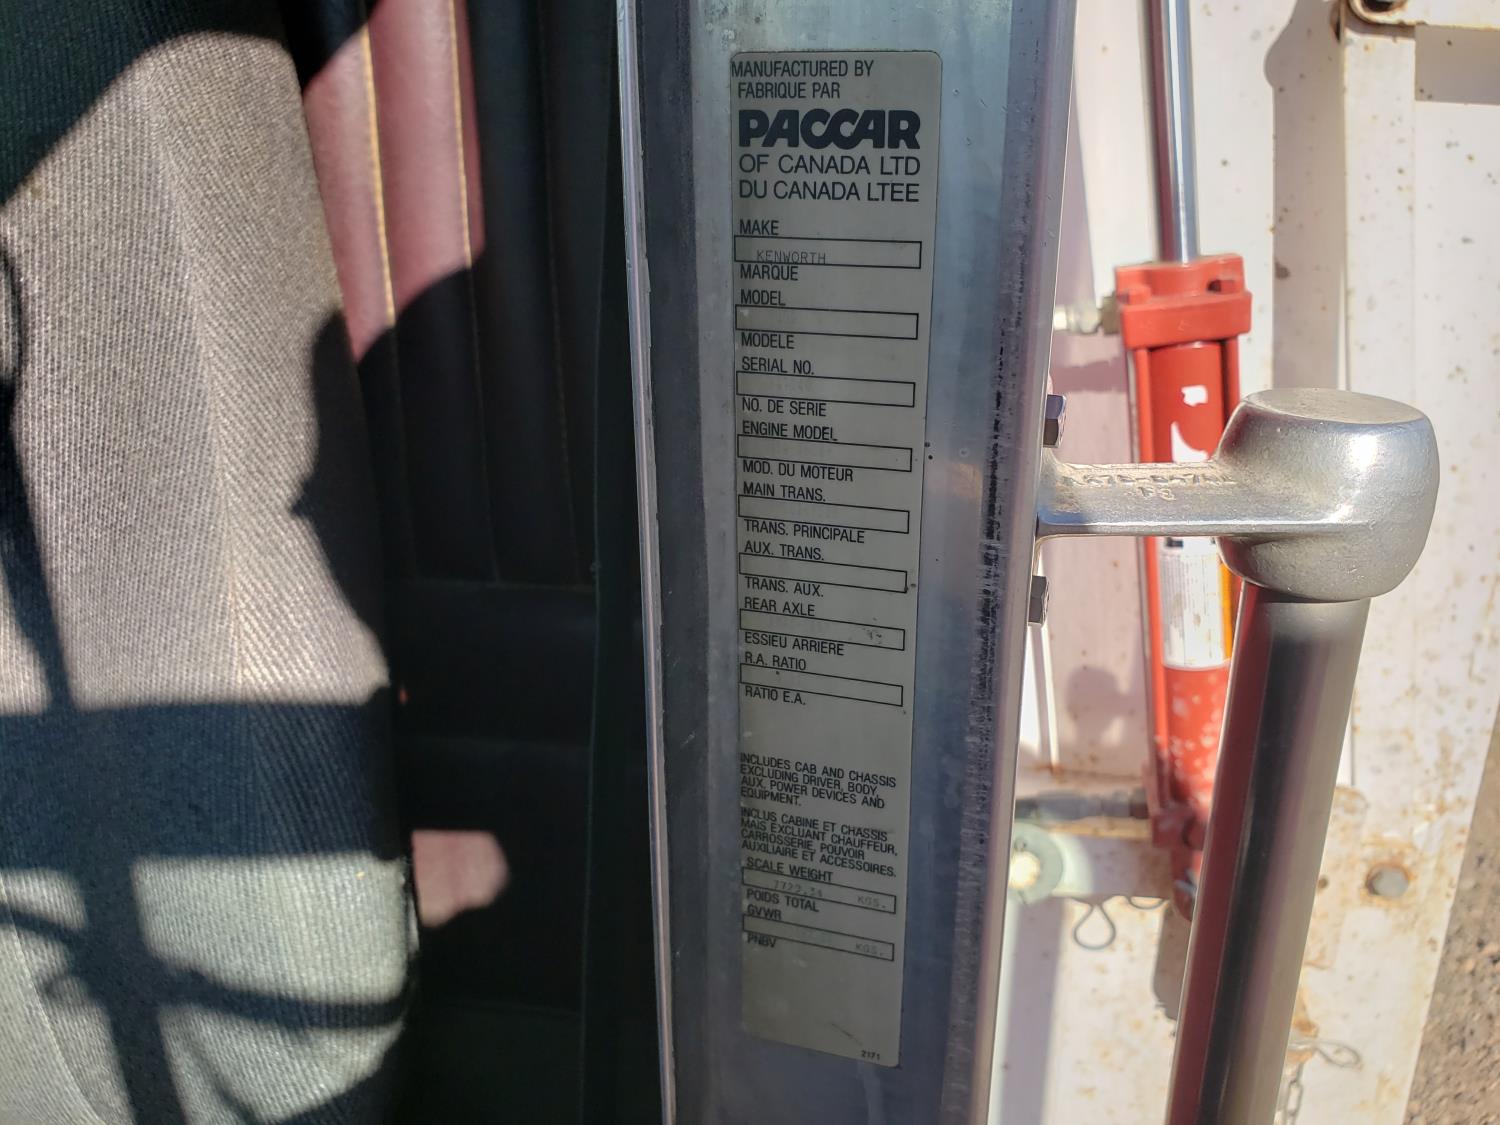 MANUFACTURED BY
FABRIQUE PAR
PACCAR
OF CANADA LTD
DU CANADA LTEE
MAKE
KENWORTH
MARQUE
MODEL
MODELE
SERIAL NO.
NO. DE SERIE
ENGINE MODEL
MOD. DU MOTEUR
MAIN TRANS.
TRANS. PRINCIPALE
AUX. TRANS.
TRANS. AUX.
REAR AXLE
ESSIEU ARRIERE
R.A. RATIO
RATIO E.A.
INCLUDES CAB AND CHASSIS
EXCLUDING DRIVER, BODY,
AUX. POWER DEVICES AND
EQUIPMENT.
INCLUS CABINE ET CHASSIS
MAIS EXCLUANT CHAUFFEUR,
CARROSSERIE, POUVOIR
AUXILIAIRE ET ACCESSOIRES.
SCALE WEIGHT
KGS.
POIDS TOTAL
GVWR
KGS.
PNBV
2171